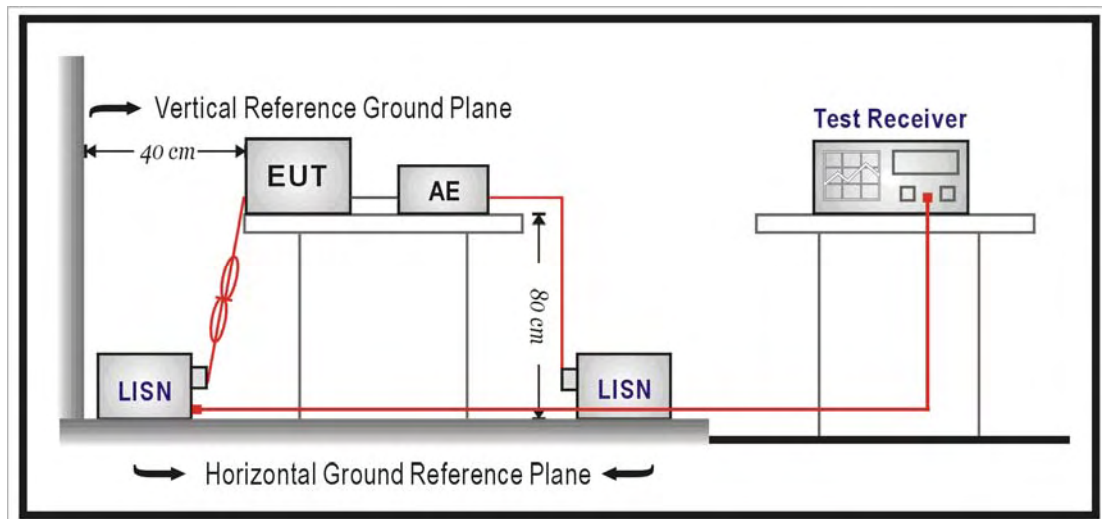 Vertical Reference Ground Plane
Test Receiver
40 cm
EUT
AE
80 cm
LISN
LISN
Horizontal Ground Reference Plane